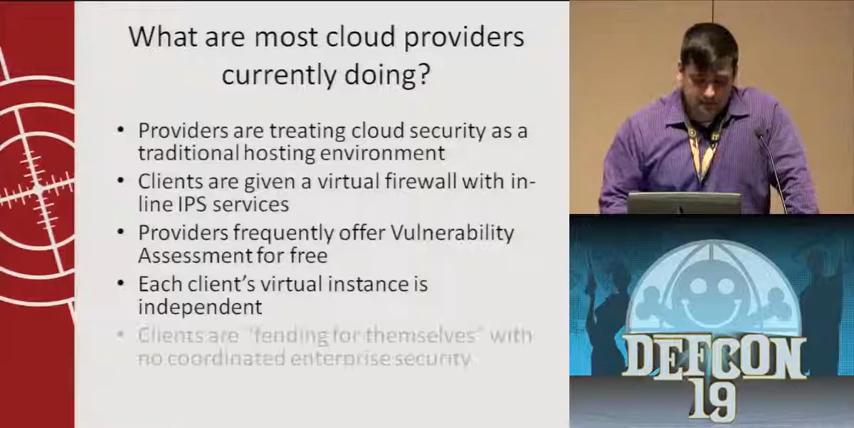 What are most cloud providers
currently doing?
• Providers are treating cloud security as a
traditional hosting environment
• Clients are given a virtual firewall with in-
line IPS services
• Providers frequently offer Vulnerability
Assessment for free
• Each client's virtual instance is
independent
• Clients are "fending for themselves" with
no coordinated enterprise security
DEFCON
19